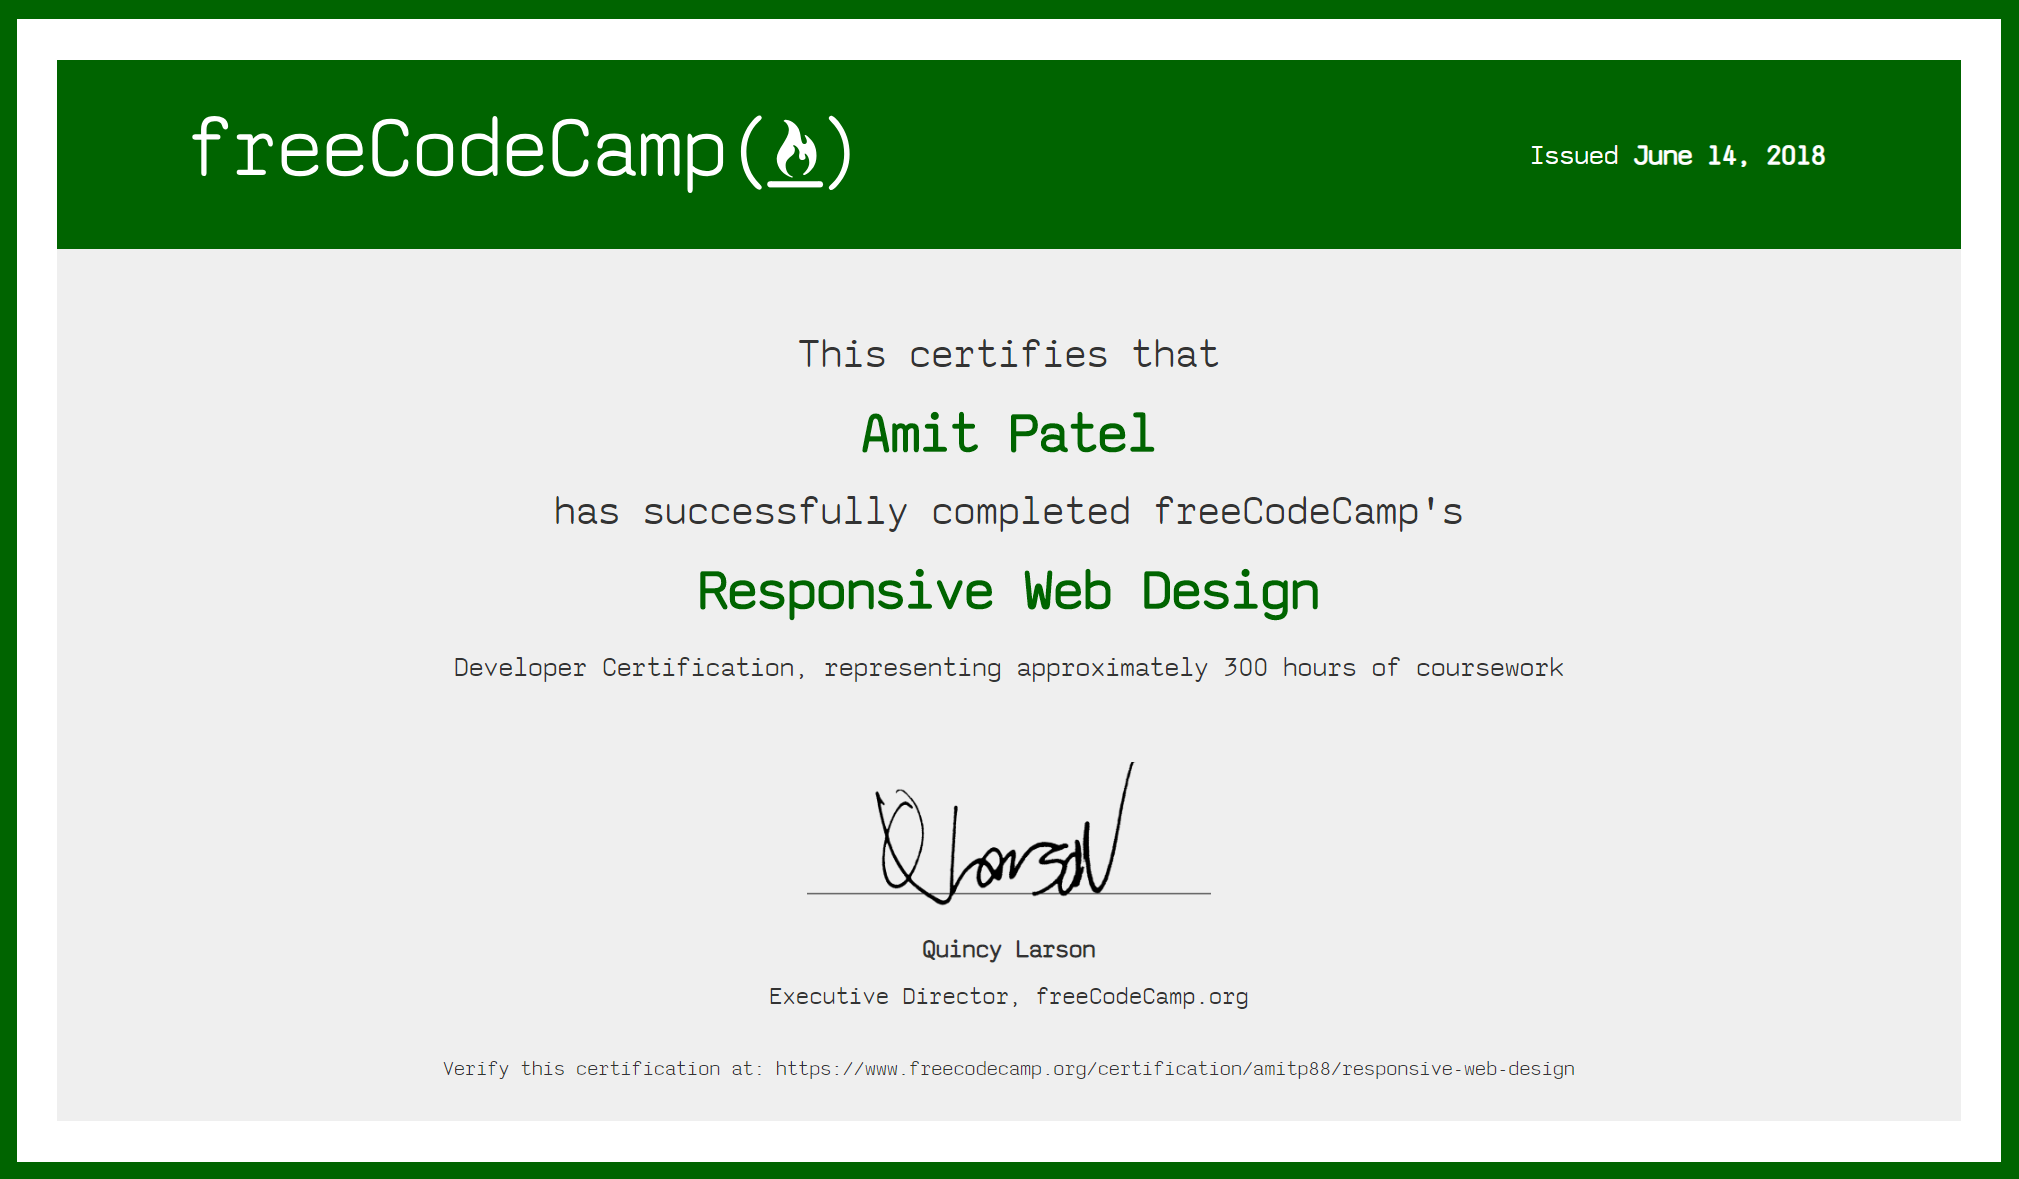 freeCodeCamp(🔥)
Issued June 14, 2018
This certifies that
Amit Patel
has successfully completed freeCodeCamp's
Responsive Web Design
Developer Certification, representing approximately 300 hours of coursework
Q Larson
Quincy Larson
Executive Director, freeCodeCamp.org
Verify this certification at: https://www.freecodecamp.org/certification/amitp88/responsive-web-design